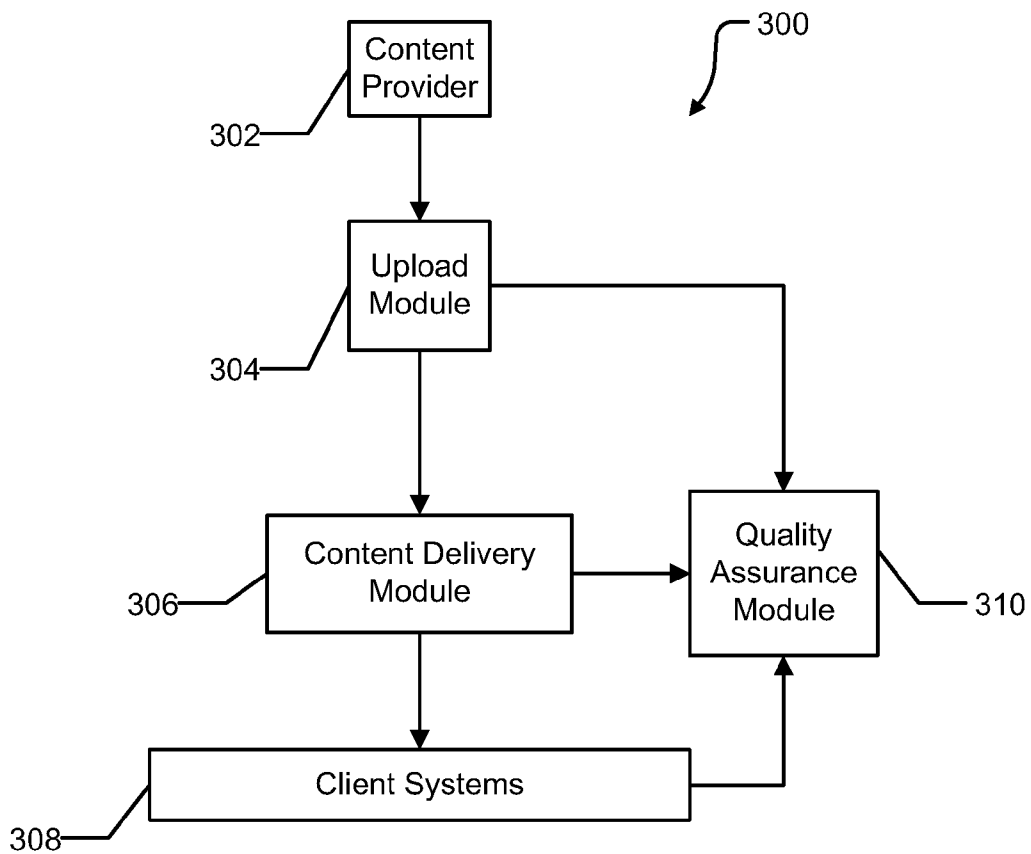 Content
Provider
300
302
Upload
Module
304
Content Delivery
Module
306
Quality
Assurance
Module
310
Client Systems
308